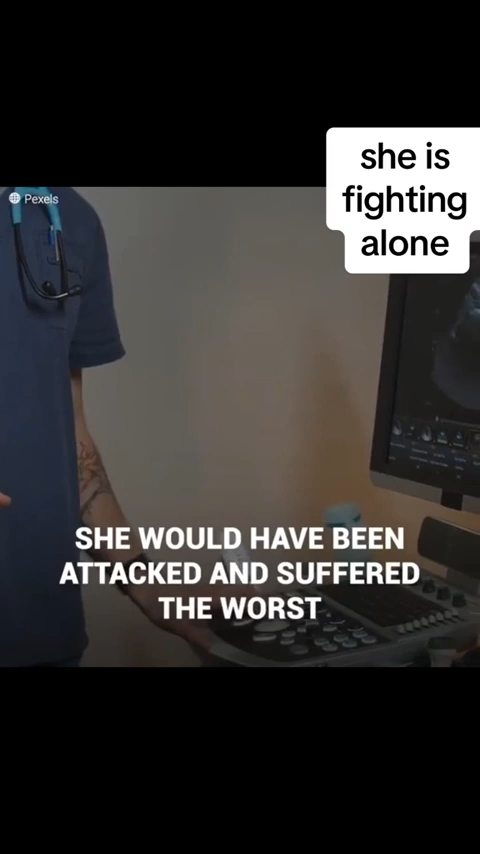 she is
fighting
alone
Pexels
SHE WOULD HAVE BEEN
ATTACKED AND SUFFERED
THE WORST